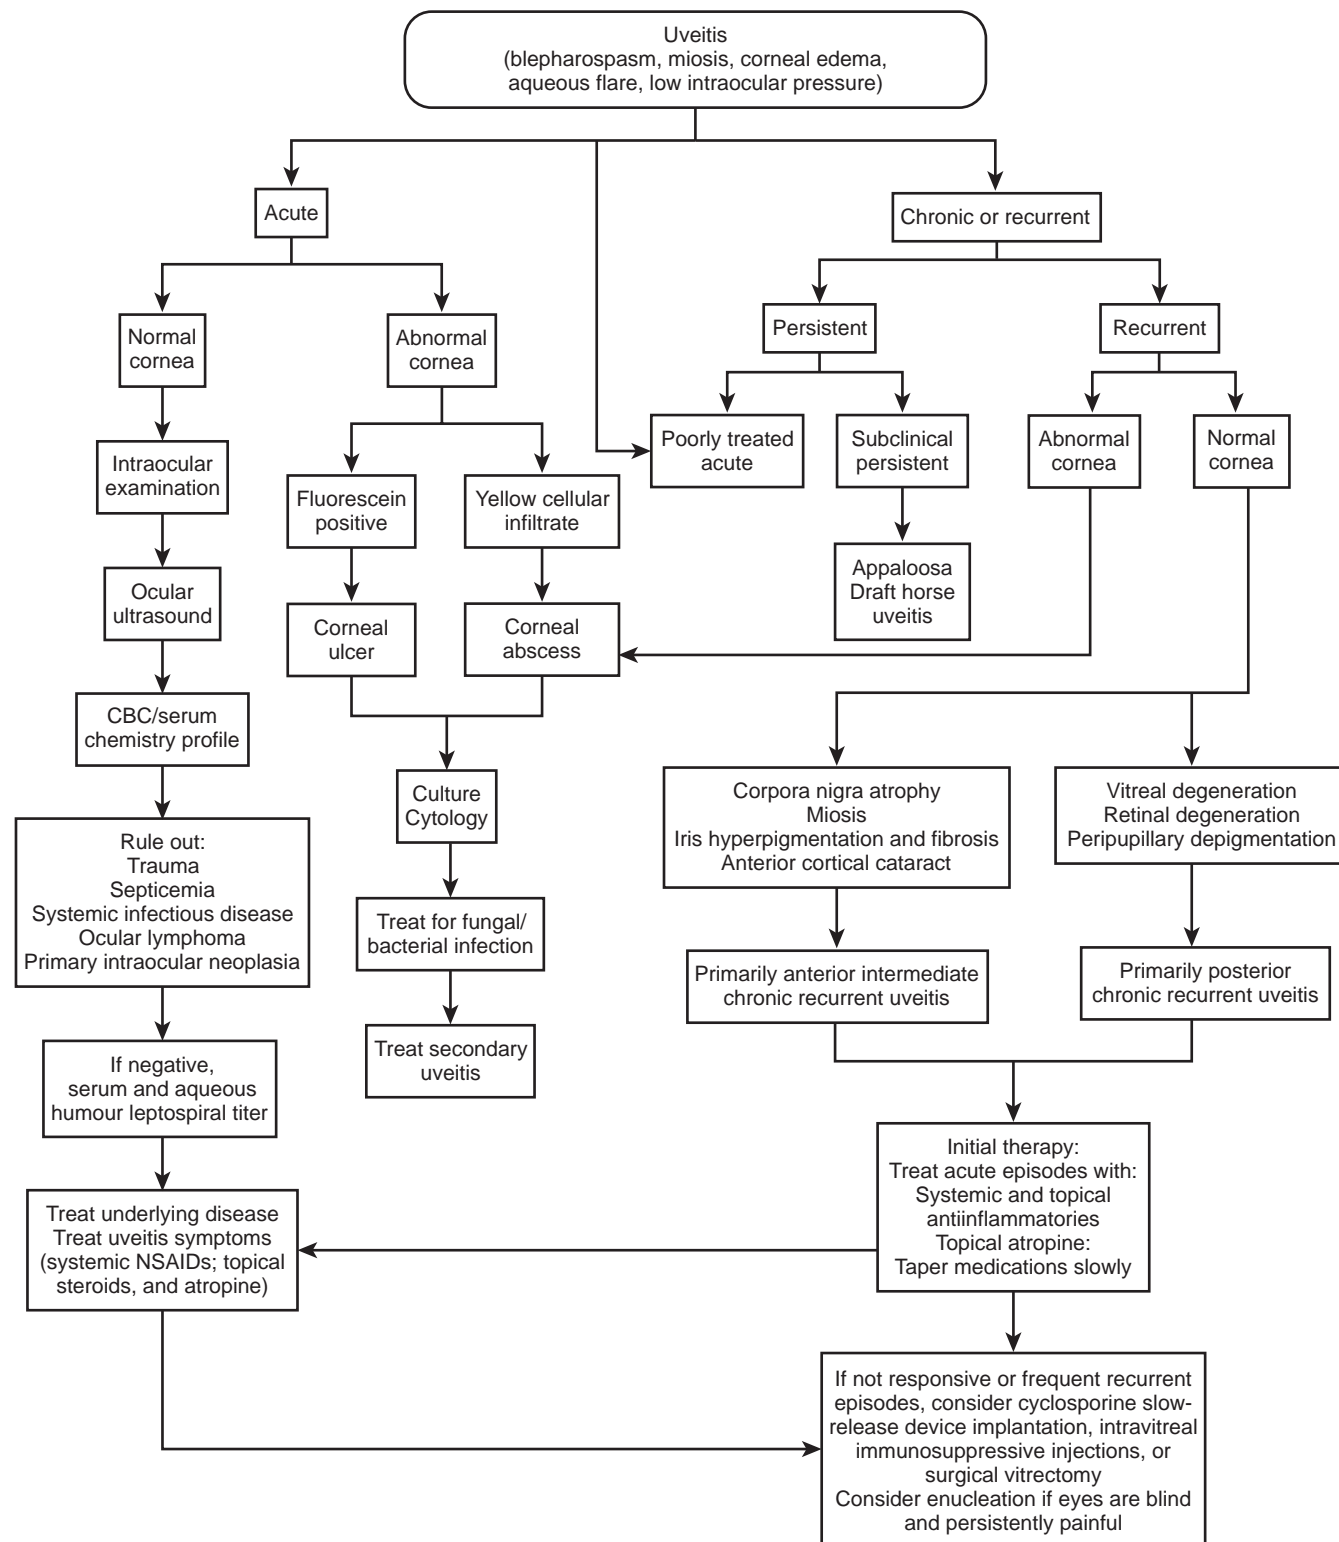 Uveitis
(blepharospasm, miosis, corneal edema,
aqueous flare, low intraocular pressure)
Acute
Chronic or recurrent
Normal
cornea
Abnormal
cornea
Persistent
Recurrent
Intraocular
examination
Fluorescein
positive
Yellow cellular
infiltrate
Poorly treated
acute
Subclinical
persistent
Abnormal
cornea
Normal
cornea
Ocular
ultrasound
Corneal
ulcer
Corneal
abscess
Appaloosa
Draft horse
uveitis
CBC/serum
chemistry profile
Culture
Cytology
Corpora nigra atrophy
Miosis
Iris hyperpigmentation and fibrosis
Anterior cortical cataract
Vitreal degeneration
Retinal degeneration
Peripupillary depigmentation
Rule out:
Trauma
Septicemia
Systemic infectious disease
Ocular lymphoma
Primary intraocular neoplasia
Treat for fungal/
bacterial infection
Primarily anterior intermediate
chronic recurrent uveitis
Primarily posterior
chronic recurrent uveitis
If negative,
serum and aqueous
humour leptospiral titer
Treat secondary
uveitis
Initial therapy:
Treat acute episodes with:
Systemic and topical
antiinflammatories
Topical atropine:
Taper medications slowly
Treat underlying disease
Treat uveitis symptoms
(systemic NSAIDs; topical
steroids, and atropine)
If not responsive or frequent recurrent
episodes, consider cyclosporine slow-
release device implantation, intravitreal
immunosuppressive injections, or
surgical vitrectomy
Consider enucleation if eyes are blind
and persistently painful